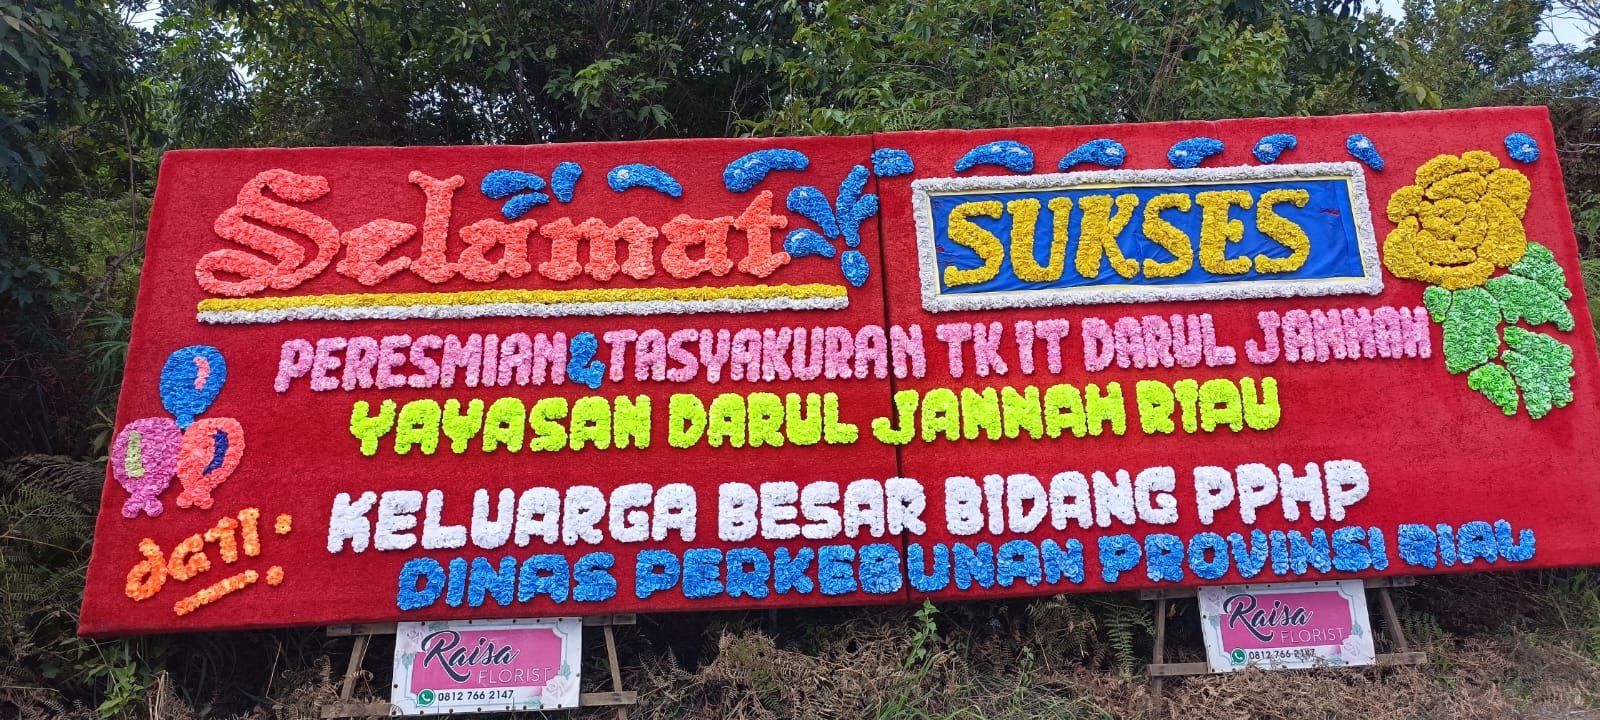 Selamat SUKSES
PERESMIAN & TASYAKURAN TK IT DARUL JANNAH
YAYASAN DARUL JANNAH RIAU
dari:
KELUARGA BESAR BIDANG PPHP
DINAS PERKEBUNAN PROVINSI RIAU
Raisa
FLORIST
0812 766 2147
Raisa
FLORIST
0812 766 2147